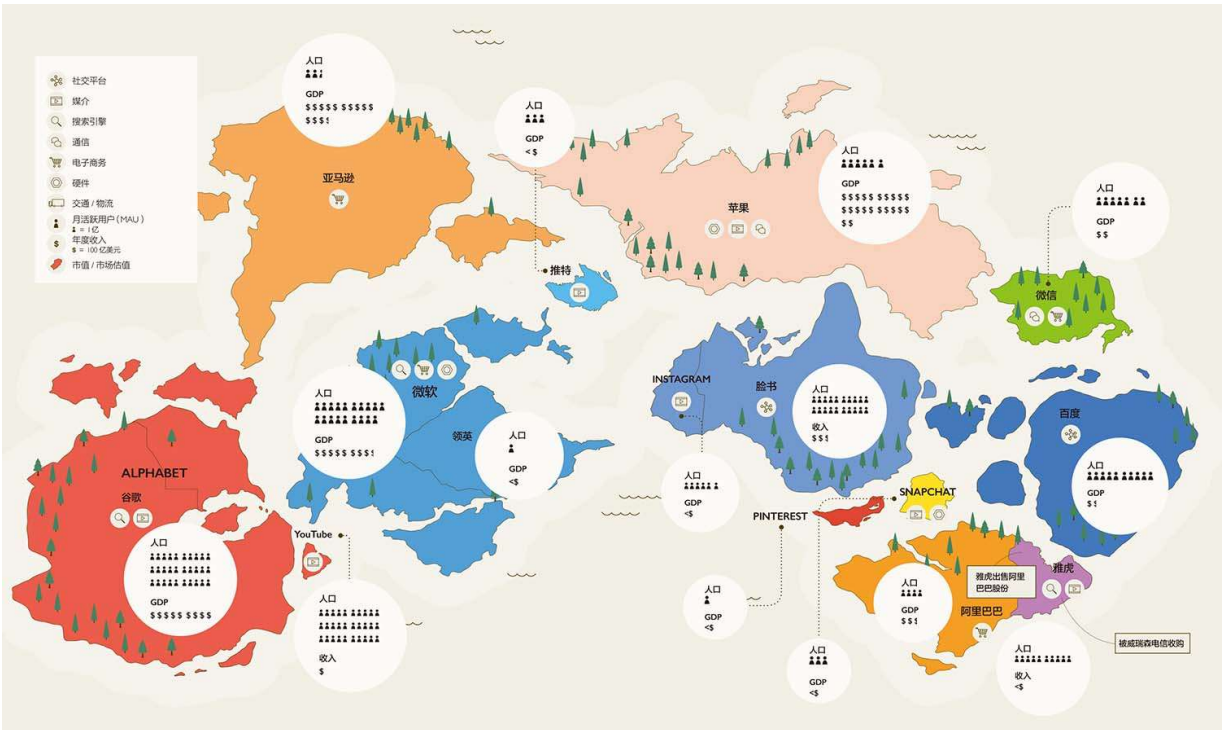 社交平台
媒介
搜索引擎
通信
电子商务
硬件
交通 / 物流
月活跃用户(MAU)
= 1亿
年度收入
$ = 100亿美元
市值 / 市场估值
人口
GDP
$$$$$ $$$$$
$$$$
亚马逊
人口
GDP
< $
推特
人口
GDP
$$$$$ $$$$$
$$$$$ $$$$$
$$
苹果
人口
GDP
$$
微信
ALPHABET
谷歌
人口
GDP
$$$$$ $$$$
YouTube
人口
收入
$
微软
人口
GDP
$$$$$ $$$$
领英
人口
GDP
<$
INSTAGRAM
人口
GDP
<$
脸书
人口
收入
$$$
百度
人口
GDP
$$
SNAPCHAT
人口
GDP
<$
PINTEREST
人口
GDP
<$
阿里巴巴
人口
GDP
$$$
雅虎出售阿里
巴巴股份
雅虎
被威瑞森电信收购
人口
收入
<$